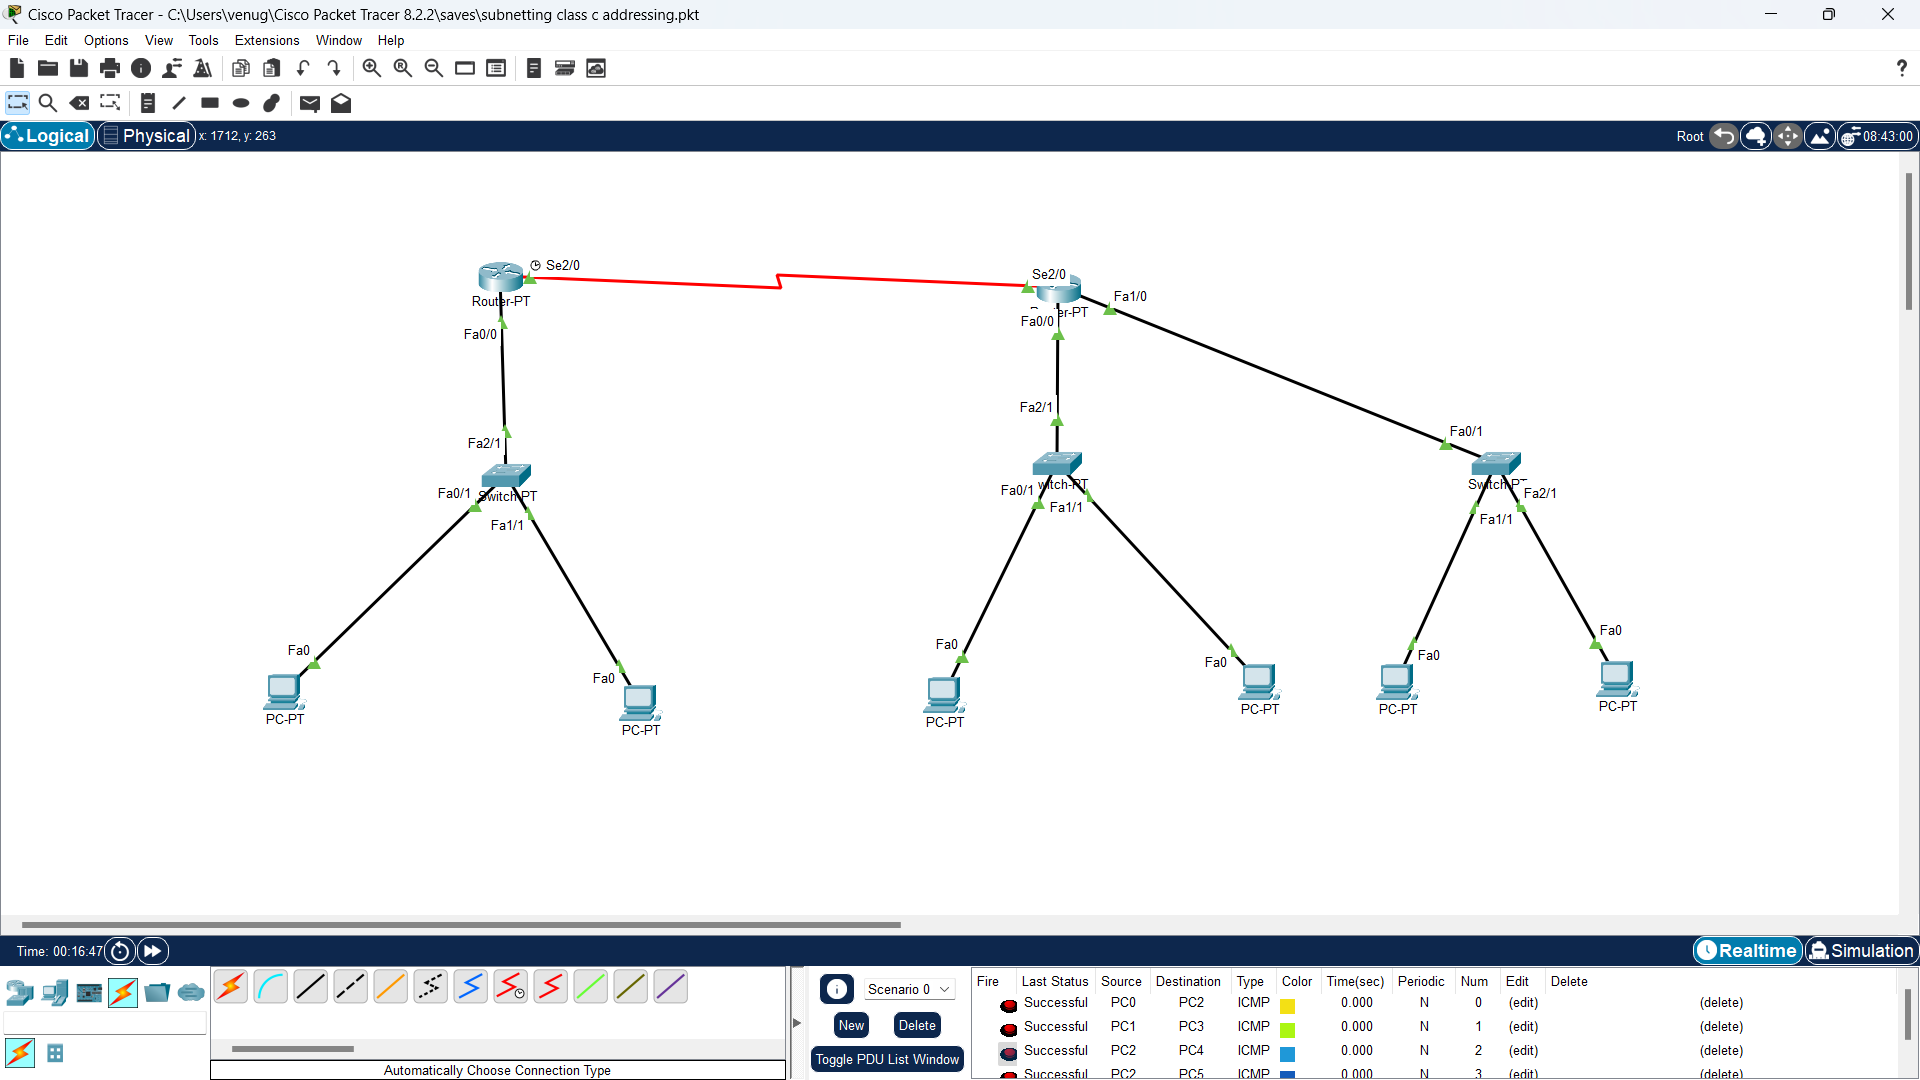 Cisco Packet Tracer - C:\Users\venug\Cisco Packet Tracer 8.2.2\saves\subnetting class c addressing.pkt
File Edit Options View Tools Extensions Window Help
?
Logical Physical x: 1712, y: 263 Root 08:43:00
Se2/0 Se2/0
Router-PT
Fa1/0
er-PT
Fa0/0 Fa0/0
Fa2/1
Fa2/1 Fa0/1
Fa0/1 Switch-PT Fa0/1 witch-PT Switch-PT Fa2/1
Fa1/1 Fa1/1 Fa1/1
Fa0 Fa0 Fa0 Fa0 Fa0 Fa0
PC-PT PC-PT PC-PT PC-PT PC-PT PC-PT
Time: 00:16:47 Realtime Simulation
Scenario 0
New Delete
Toggle PDU List Window
Automatically Choose Connection Type
Fire Last Status Source Destination Type Color Time(sec) Periodic Num Edit Delete
Successful PC0 PC2 ICMP 0.000 N 0 (edit) (delete)
Successful PC1 PC3 ICMP 0.000 N 1 (edit) (delete)
Successful PC2 PC4 ICMP 0.000 N 2 (edit) (delete)
Successful PC2 PC5 ICMP 0.000 N 3 (edit) (delete)